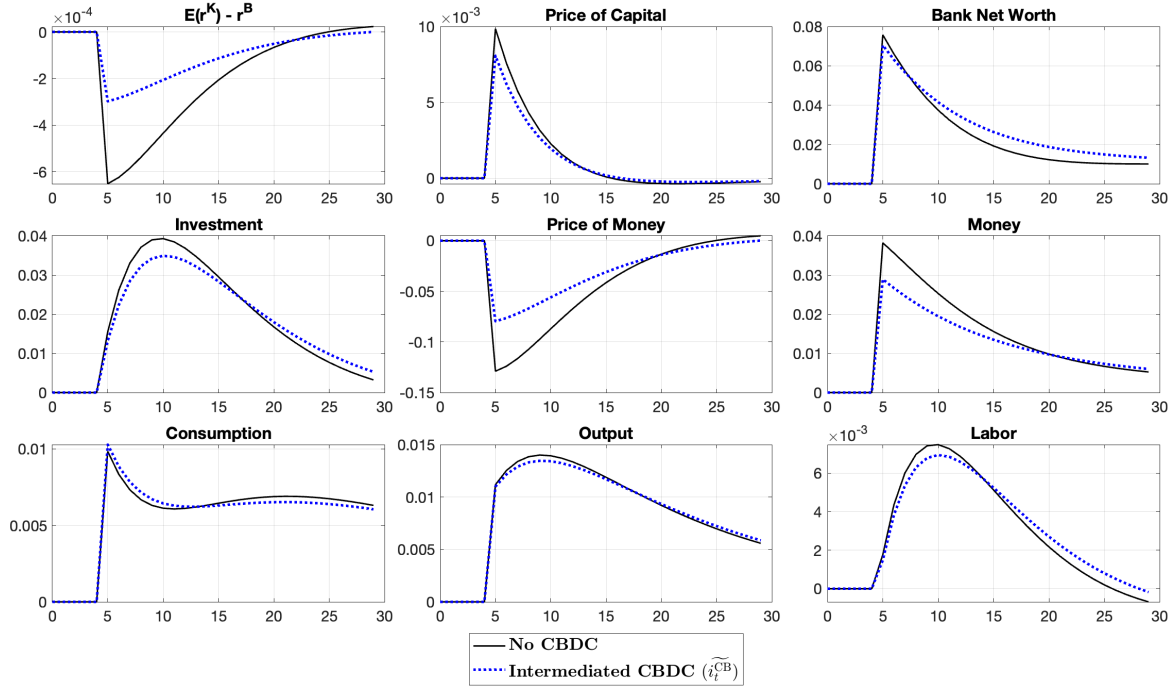 E(r^K) - r^B
×10^-4
0
-2
-4
-6
0 5 10 15 20 25 30
Price of Capital
×10^-3
10
5
0
0 5 10 15 20 25 30
Bank Net Worth
0.08
0.06
0.04
0.02
0
0 5 10 15 20 25 30
Investment
0.04
0.03
0.02
0.01
0
0 5 10 15 20 25 30
Price of Money
0
-0.05
-0.1
-0.15
0 5 10 15 20 25 30
Money
0.04
0.03
0.02
0.01
0
0 5 10 15 20 25 30
Consumption
0.01
0.005
0
0 5 10 15 20 25 30
Output
0.015
0.01
0.005
0
0 5 10 15 20 25 30
Labor
×10^-3
6
4
2
0
0 5 10 15 20 25 30
No CBDC
Intermediated CBDC (\widetilde{i_t^{CB}})